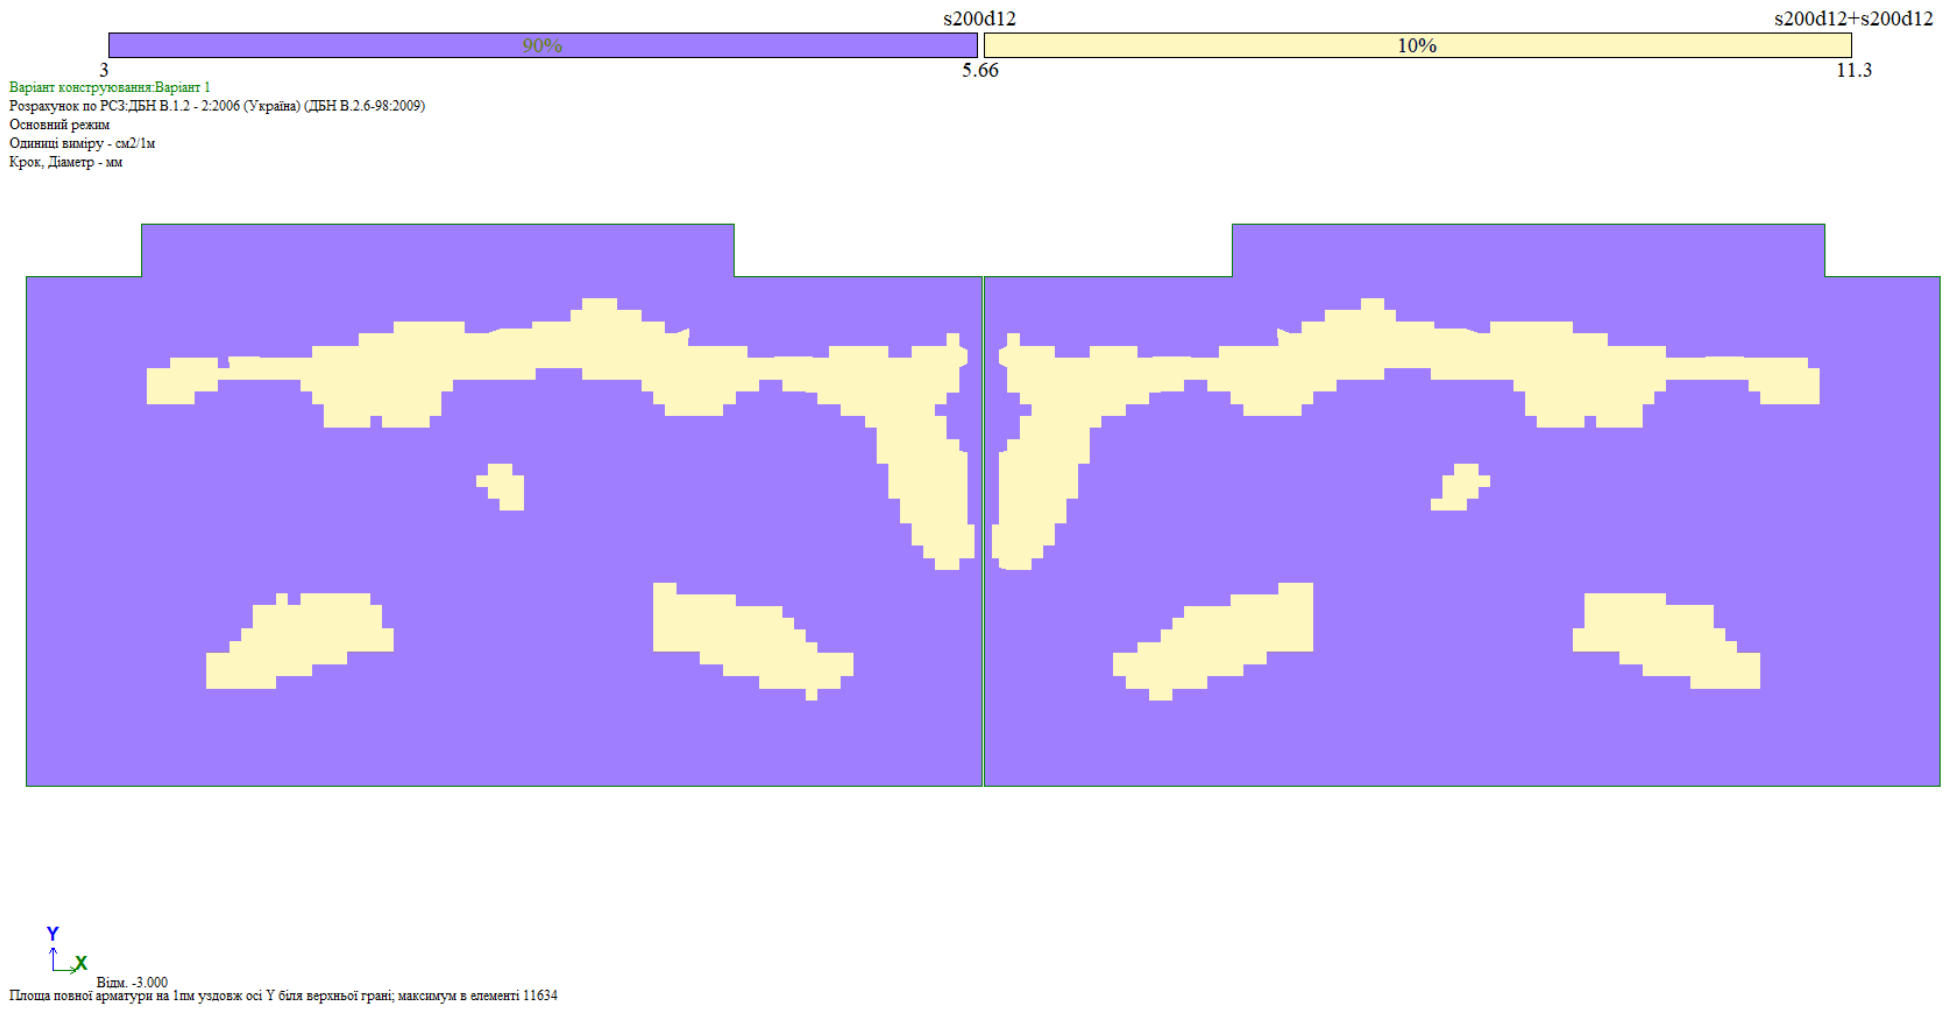 s200d12 s200d12+s200d12
90% 10%
3 5.66 11.3
Варіант конструювання:Варіант 1
Розрахунок по РСЗ:ДБН В.1.2 - 2:2006 (Україна) (ДБН В.2.6-98:2009)
Основний режим
Одиниці виміру - см2/1м
Крок, Діаметр - мм
Y
X
Відм. -3.000
Площа повної арматури на 1пм уздовж осі Y біля верхньої грані; максимум в елементі 11634